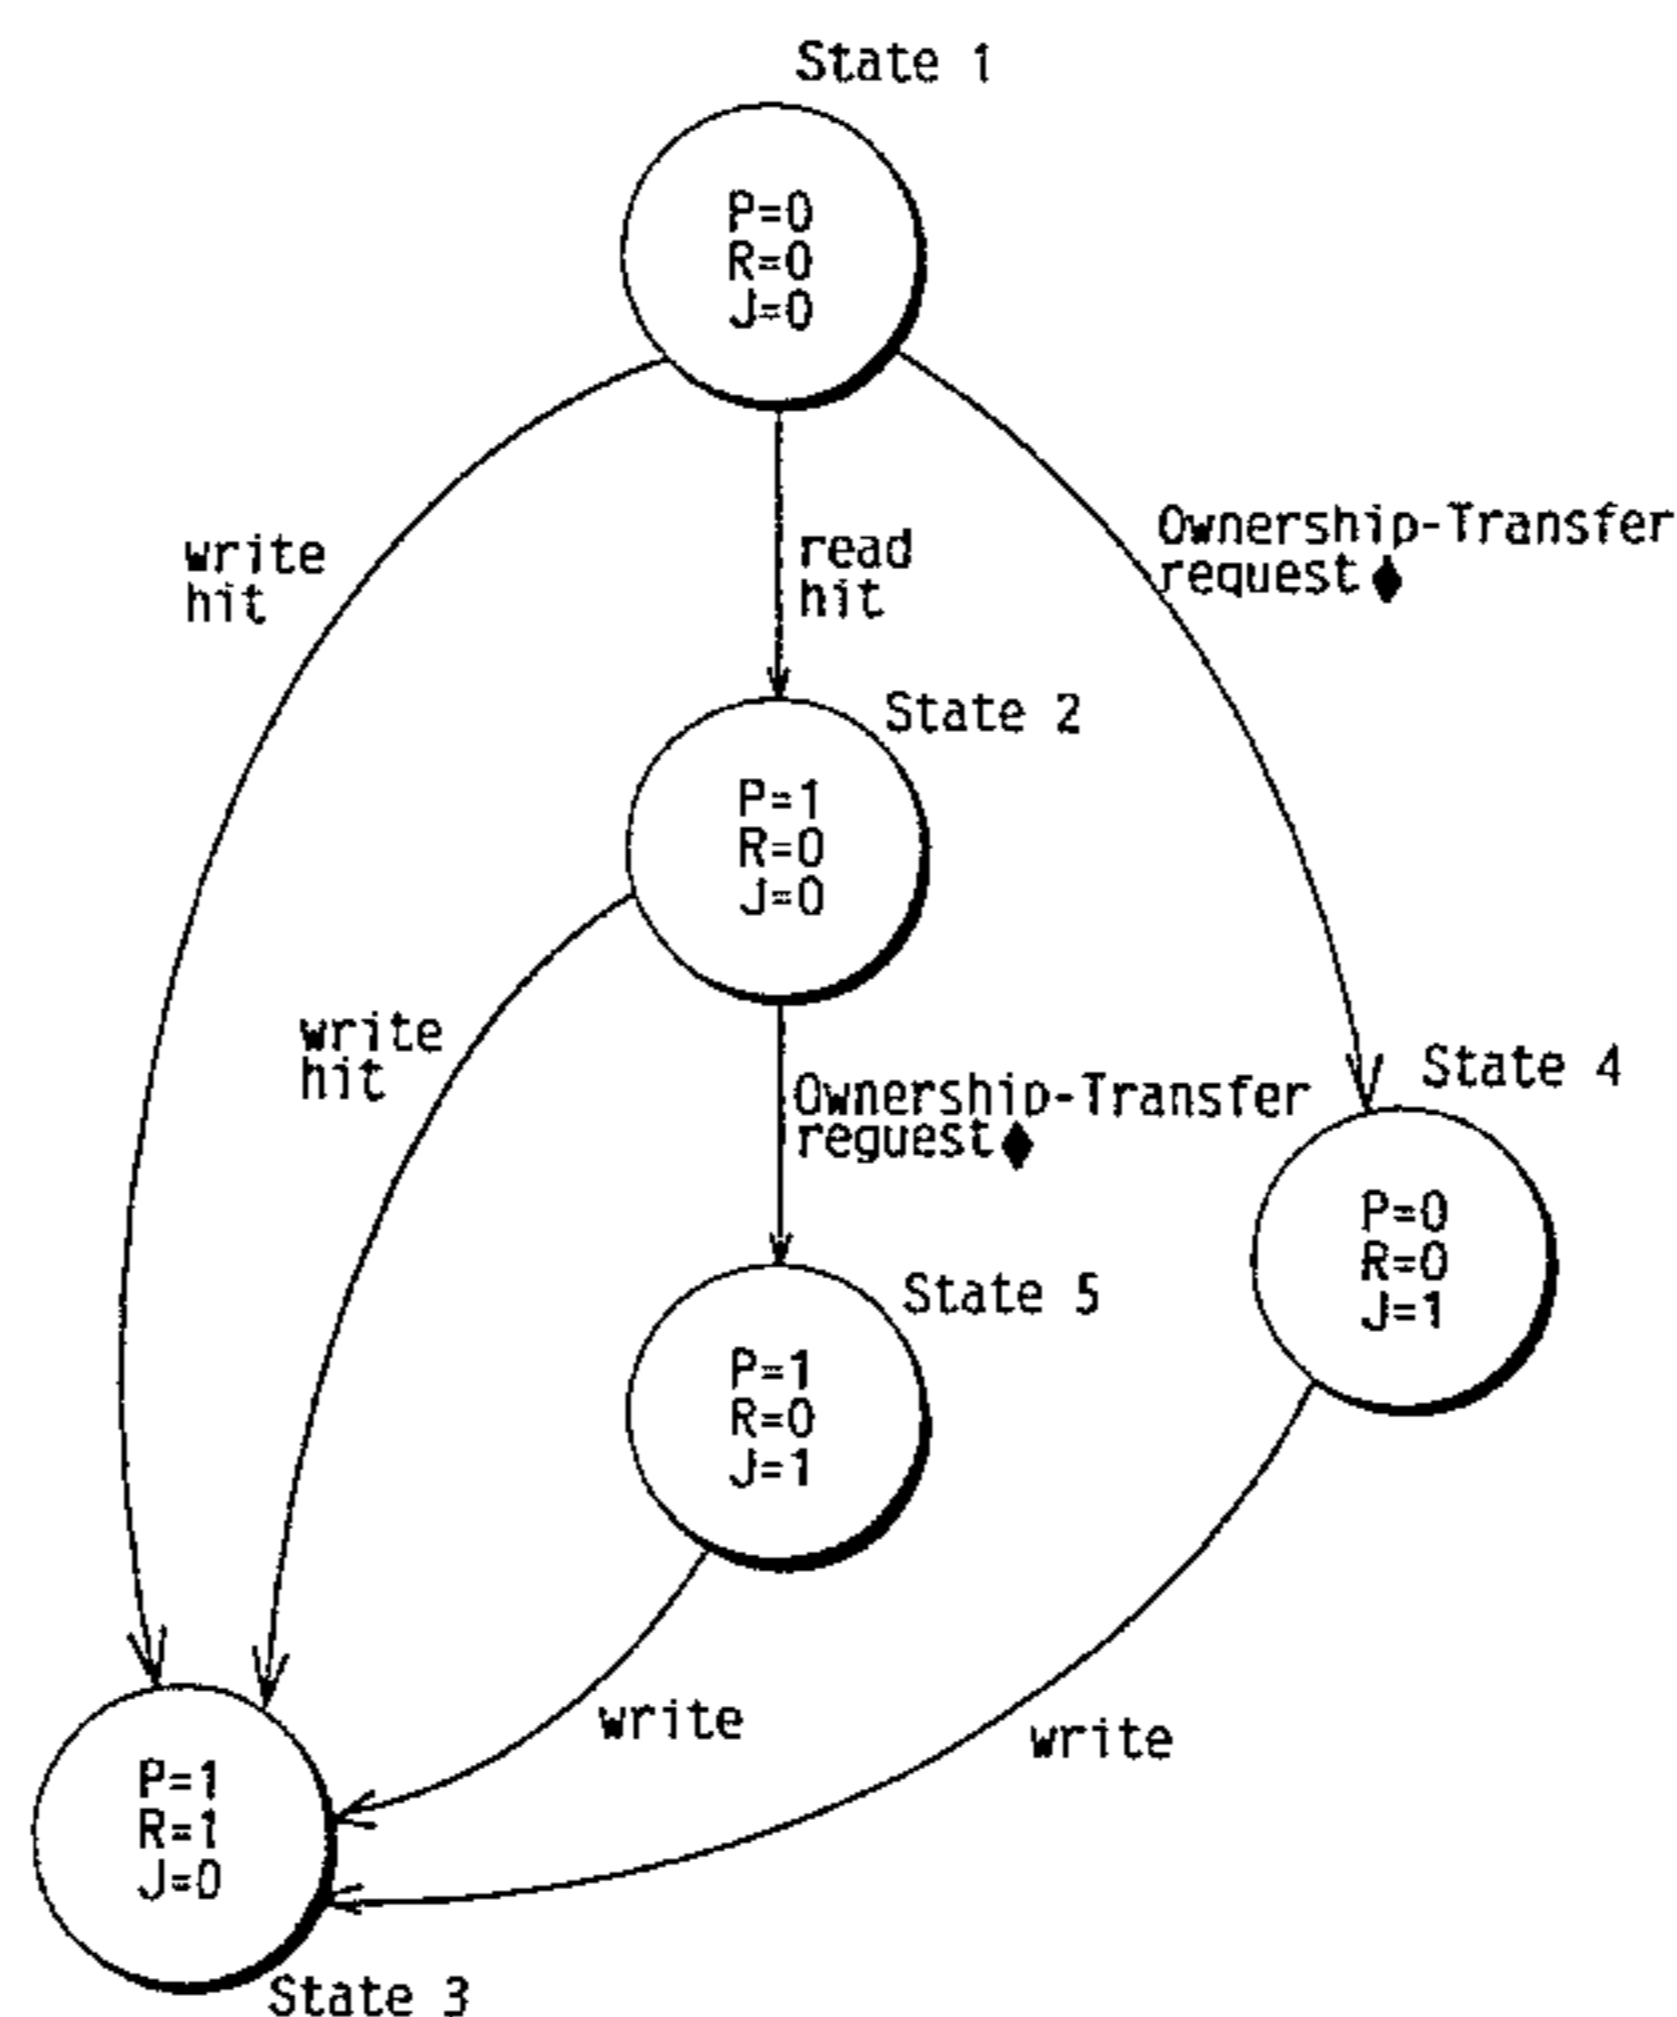 State 1
P=0
R=0
J=0
write
hit
read
hit
Ownership-Transfer
request♦
State 2
P=1
R=0
J=0
write
hit
Ownership-Transfer
request♦
State 4
P=0
R=0
J=1
State 5
P=1
R=0
J=1
write
write
P=1
R=1
J=0
State 3